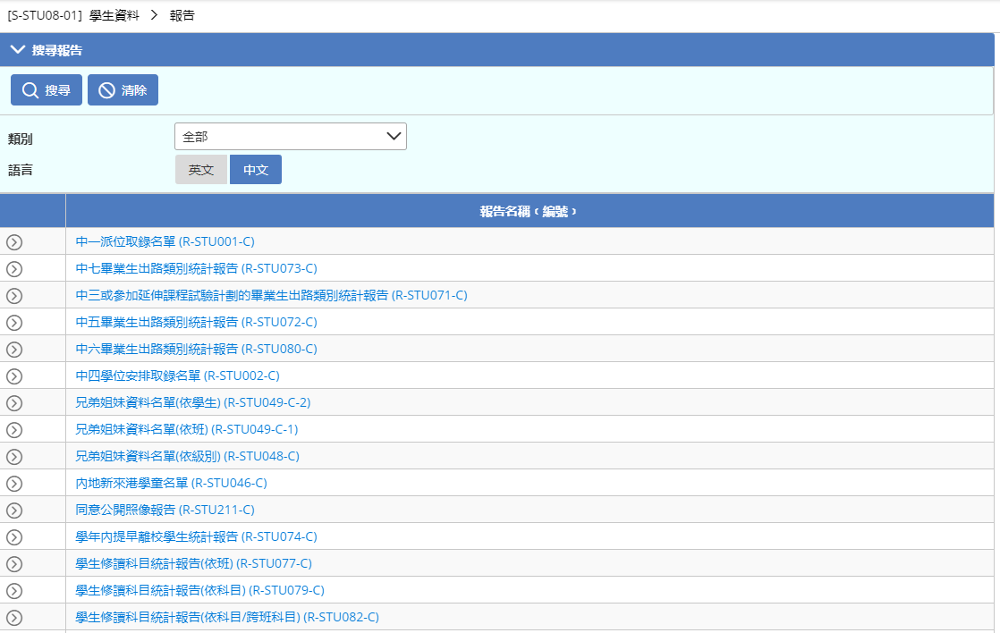 [S-STU08-01] 學生資料 > 報告
搜尋報告
搜尋 清除
類別 全部
語言 英文 中文
報告名稱﹝編號﹞
中一派位取錄名單 (R-STU001-C)
中七畢業生出路類別統計報告 (R-STU073-C)
中三或參加延伸課程試驗計劃的畢業生出路類別統計報告 (R-STU071-C)
中五畢業生出路類別統計報告 (R-STU072-C)
中六畢業生出路類別統計報告 (R-STU080-C)
中四學位安排取錄名單 (R-STU002-C)
兄弟姐妹資料名單(依學生) (R-STU049-C-2)
兄弟姐妹資料名單(依班) (R-STU049-C-1)
兄弟姐妹資料名單(依級別) (R-STU048-C)
內地新來港學童名單 (R-STU046-C)
同意公開照像報告 (R-STU211-C)
學年內提早離校學生統計報告 (R-STU074-C)
學生修讀科目統計報告(依班) (R-STU077-C)
學生修讀科目統計報告(依科目) (R-STU079-C)
學生修讀科目統計報告(依科目/跨班科目) (R-STU082-C)